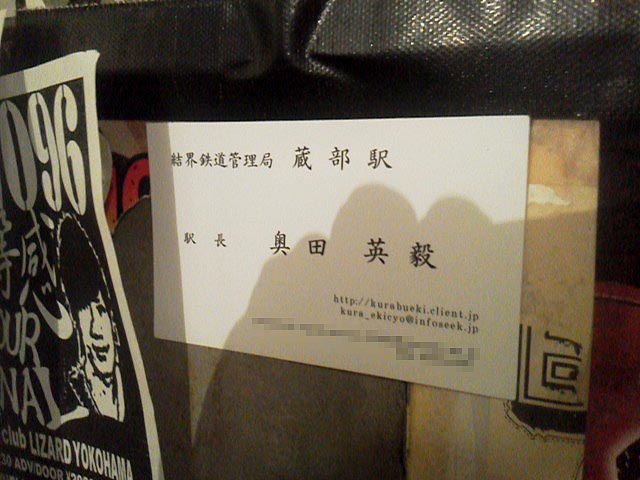 結界鉄道管理局 蔵部駅
駅長 奥田英毅
http://kurabueki.client.jp
kura_ekicyo@infoseek.jp
096
club LIZARD YOKOHAMA